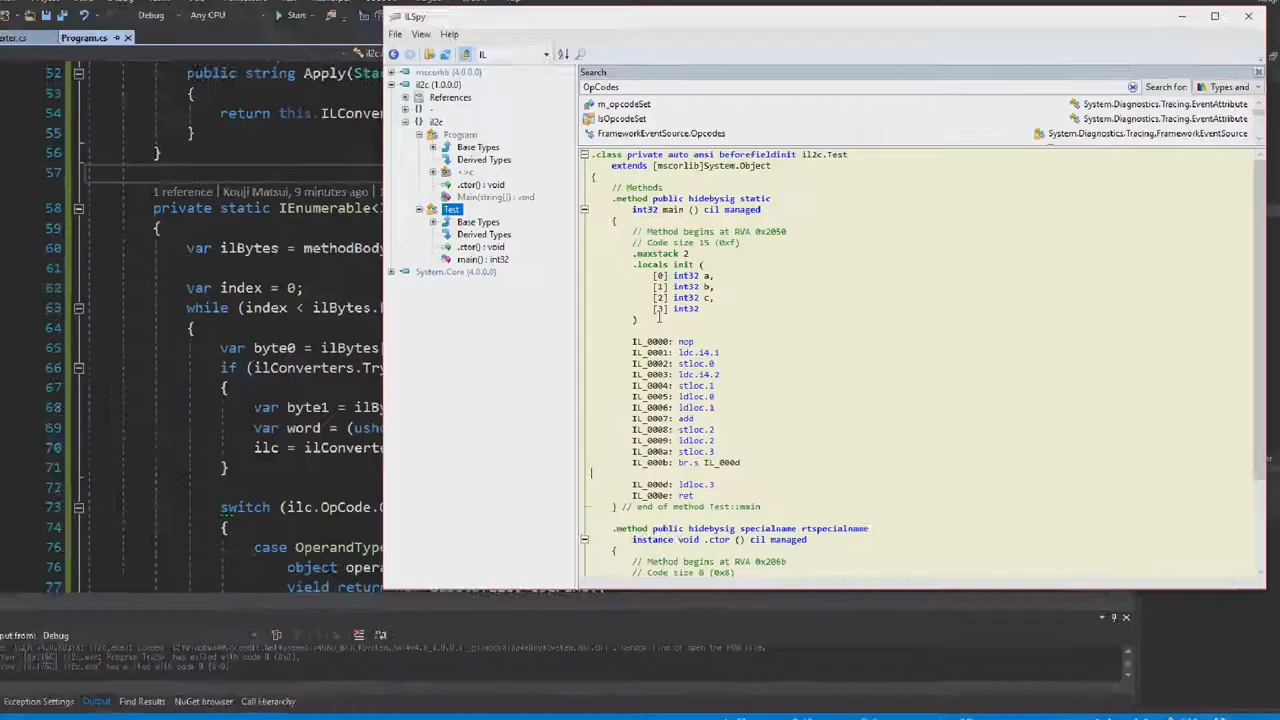 Debug
Any CPU
Start
Program.cs
52
public string Apply(Sta
53
{
54
return this.ILConver
55
}
56
}
57
1 reference | Kouji Matsui, 9 minutes ago |
58
private static IEnumerable<
59
{
60
var ilBytes = methodBody
61
62
var index = 0;
63
while (index < ilBytes.
64
{
65
var byte0 = ilBytes[
66
if (ilConverters.Try
67
{
68
var byte1 = ilBy
69
var word = (usho
70
ilc = ilConverte
71
}
72
73
switch (ilc.OpCode.O
74
{
75
case OperandType
76
object opera
77
yield return
ILSpy
File View Help
IL
mscorlib (4.0.0.0)
il2c (1.0.0.0)
References
{} -
{} il2c
Program
Base Types
Derived Types
<>c
.ctor() : void
Main(string[]) : void
Test
Base Types
Derived Types
.ctor() : void
main() : int32
System.Core (4.0.0.0)
Search
OpCodes
Search for:
Types and
m_opcodeSet
System.Diagnostics.Tracing.EventAttribute
IsOpcodeSet
System.Diagnostics.Tracing.EventAttribute
FrameworkEventSource.Opcodes
System.Diagnostics.Tracing.FrameworkEventSource
.class private auto ansi beforefieldinit il2c.Test
extends [mscorlib]System.Object
{
// Methods
.method public hidebysig static
int32 main () cil managed
{
// Method begins at RVA 0x2050
// Code size 15 (0xf)
.maxstack 2
.locals init (
[0] int32 a,
[1] int32 b,
[2] int32 c,
[3] int32
)
IL_0000: nop
IL_0001: ldc.i4.1
IL_0002: stloc.0
IL_0003: ldc.i4.2
IL_0004: stloc.1
IL_0005: ldloc.0
IL_0006: ldloc.1
IL_0007: add
IL_0008: stloc.2
IL_0009: ldloc.2
IL_000a: stloc.3
IL_000b: br.s IL_000d
IL_000d: ldloc.3
IL_000e: ret
} // end of method Test::main
.method public hidebysig specialname rtspecialname
instance void .ctor () cil managed
{
// Method begins at RVA 0x206b
// Code size 8 (0x8)
put from: Debug
Exception Settings Output Find Results NuGet browser Call Hierarchy